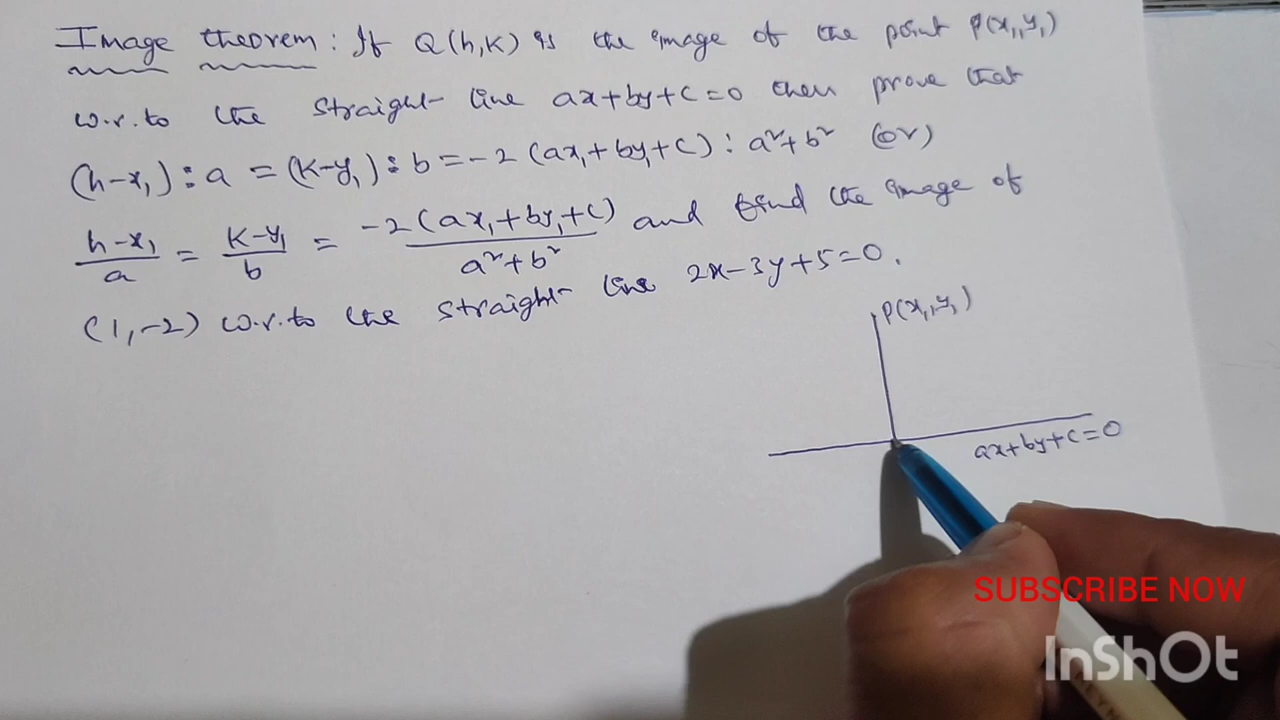 Image theorem: If Q(h,K) is the image of the point P(x₁,y₁)
w.r.to the straight line ax+by+c=0 then prove that
(h-x₁):a = (K-y₁):b = -2(ax₁+by₁+c):a²+b² (or)
h-x₁/a = K-y₁/b = -2(ax₁+by₁+c)/a²+b² and find the image of
(1,-2) w.r.to the straight line 2x-3y+5=0.
P(x₁,y₁)
ax+by+c=0
SUBSCRIBE NOW
InShOt